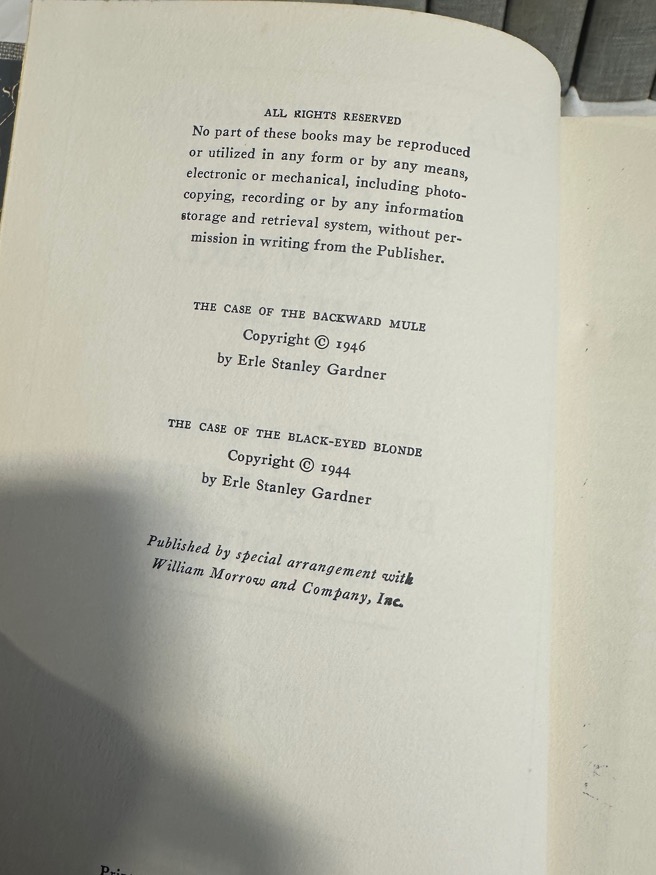 ALL RIGHTS RESERVED
No part of these books may be reproduced
or utilized in any form or by any means,
electronic or mechanical, including photo-
copying, recording or by any information
storage and retrieval system, without per-
mission in writing from the Publisher.
THE CASE OF THE BACKWARD MULE
Copyright © 1946
by Erle Stanley Gardner
THE CASE OF THE BLACK-EYED BLONDE
Copyright © 1944
by Erle Stanley Gardner
Published by special arrangement with
William Morrow and Company, Inc.